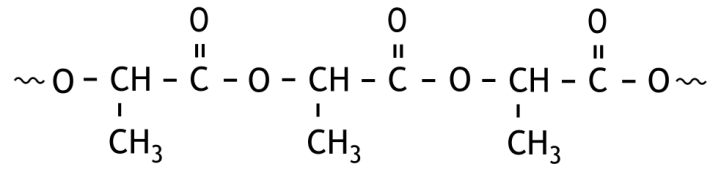 O O O
O – CH – C – O – CH – C – O – CH – C – O
CH₃ CH₃ CH₃